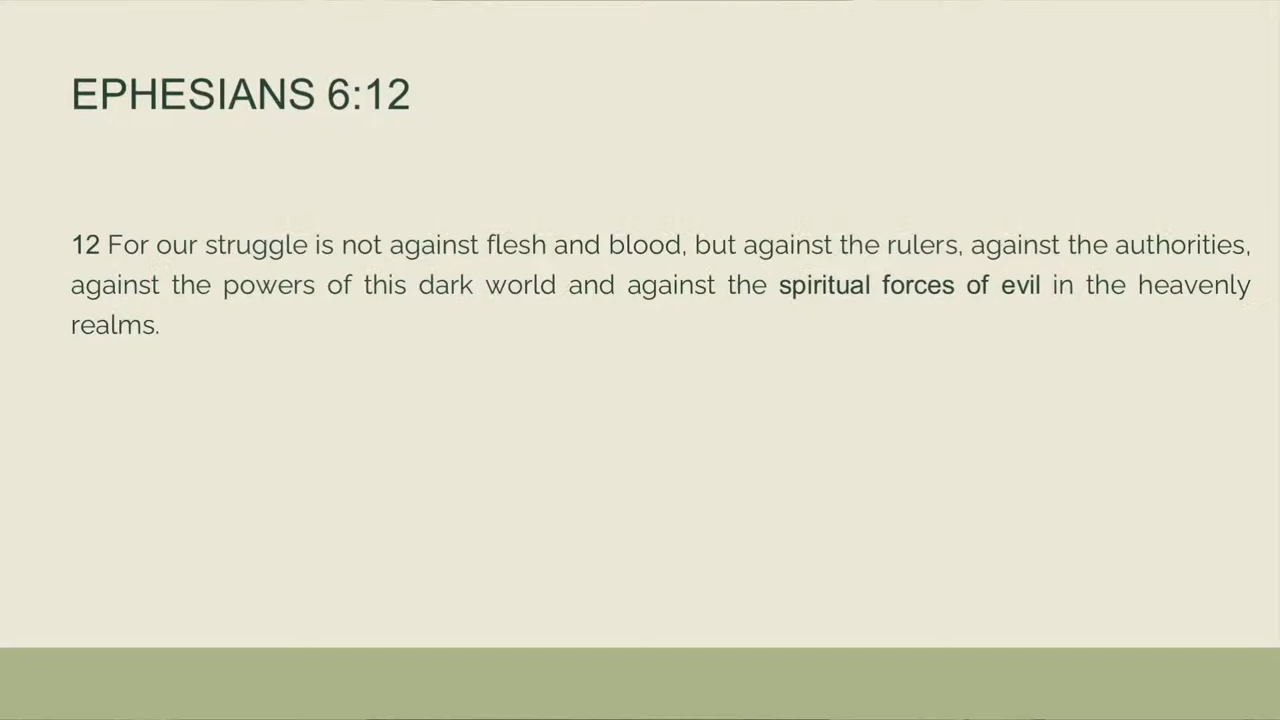 EPHESIANS 6:12
12 For our struggle is not against flesh and blood, but against the rulers, against the authorities,
against the powers of this dark world and against the spiritual forces of evil in the heavenly
realms.